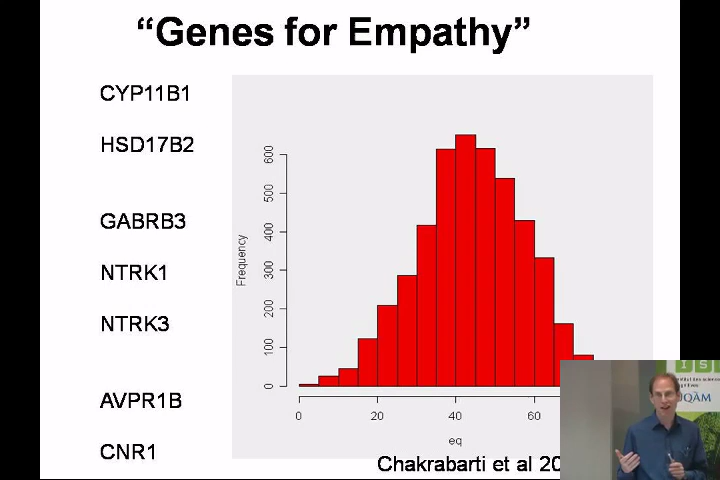 “Genes for Empathy”
CYP11B1
HSD17B2
GABRB3
NTRK1
NTRK3
AVPR1B
CNR1
Frequency
600
500
400
300
200
100
0
0 20 40 60
eq
Chakrabarti et al 20
I S
UQÀM